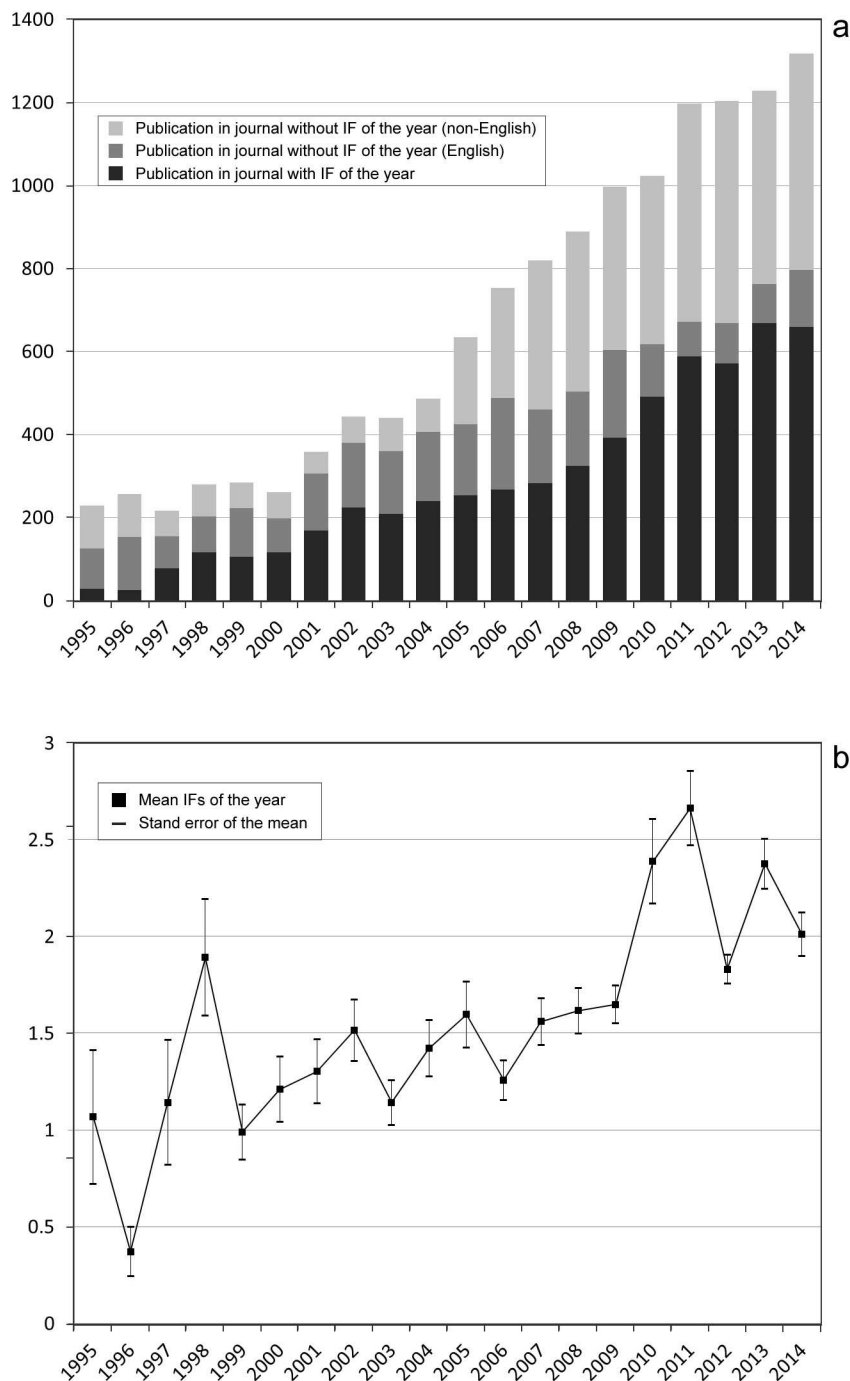 a
1400
1200
1000
800
600
400
200
0
Publication in journal without IF of the year (non-English)
Publication in journal without IF of the year (English)
Publication in journal with IF of the year
1995 1996 1997 1998 1999 2000 2001 2002 2003 2004 2005 2006 2007 2008 2009 2010 2011 2012 2013 2014
b
3
2.5
2
1.5
1
0.5
0
Mean IFs of the year
Stand error of the mean
1995 1996 1997 1998 1999 2000 2001 2002 2003 2004 2005 2006 2007 2008 2009 2010 2011 2012 2013 2014